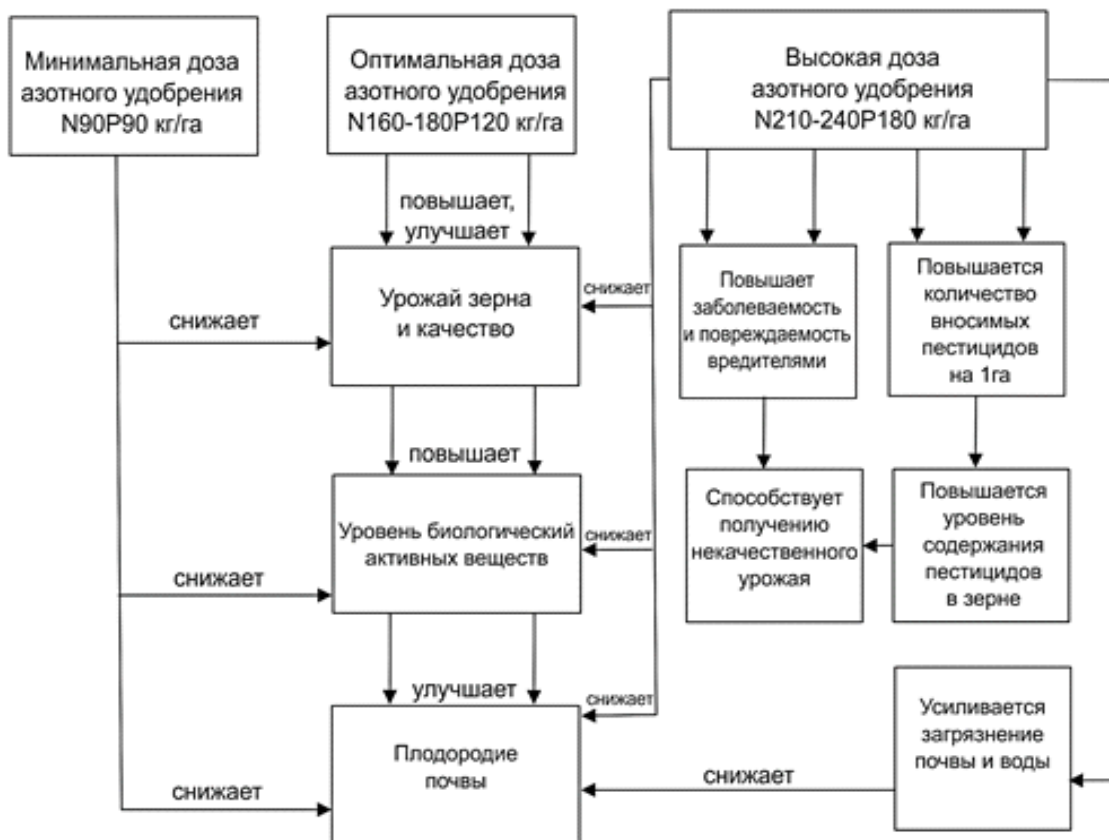 Минимальная доза
азотного удобрения
N90P90 кг/га
Оптимальная доза
азотного удобрения
N160-180P120 кг/га
Высокая доза
азотного удобрения
N210-240P180 кг/га
повышает,
улучшает
снижает
Урожай зерна
и качество
снижает
Повышает
заболеваемость
и повреждаемость
вредителями
Повышается
количество
вносимых
пестицидов
на 1га
повышает
снижает
Уровень биологический
активных веществ
снижает
Способствует
получению
некачественного
урожая
Повышается
уровень
содержания
пестицидов
в зерне
улучшает
снижает
Плодородие
почвы
снижает
снижает
Усиливается
загрязнение
почвы и воды